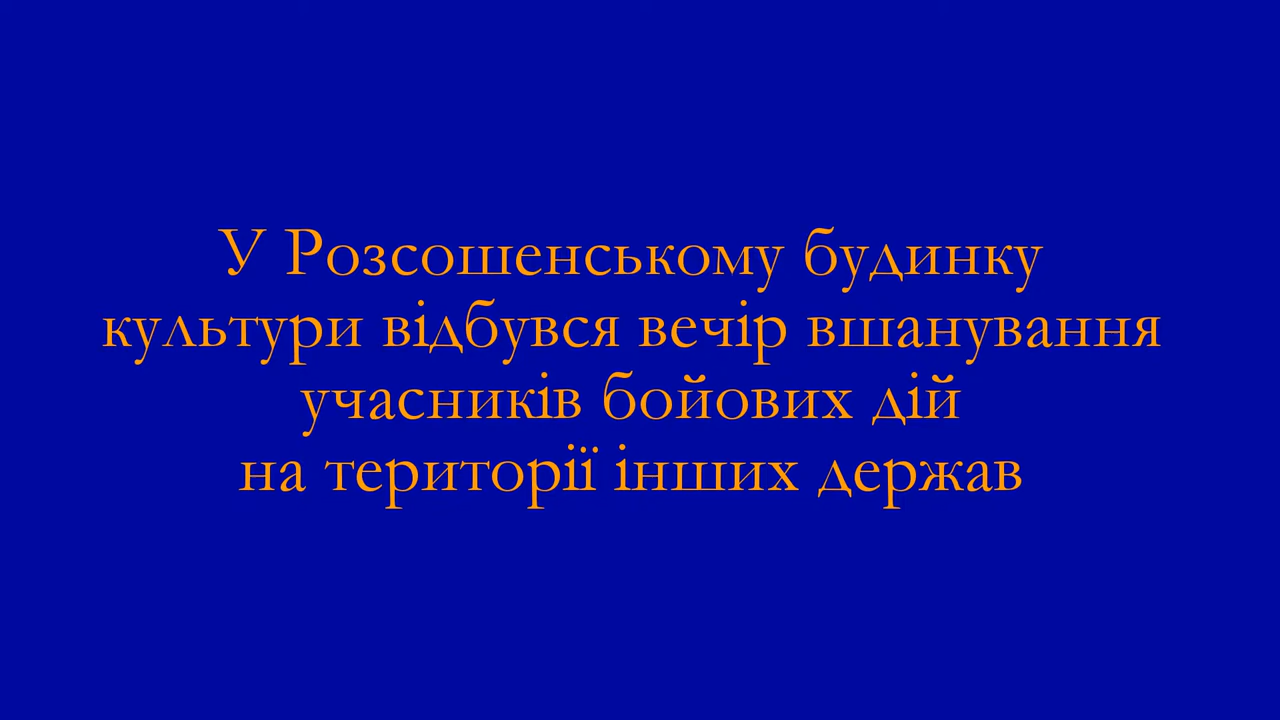 У Розсошенському будинку
культури відбувся вечір вшанування
учасників бойових дій
на території інших держав